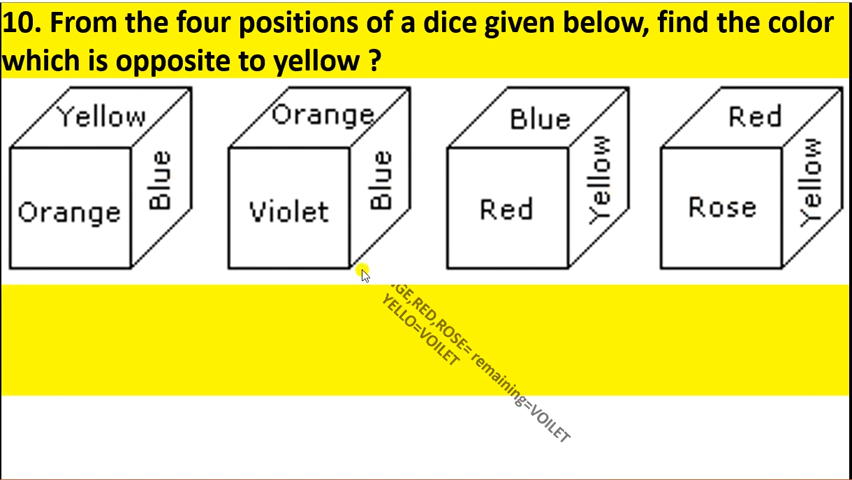 10. From the four positions of a dice given below, find the color
which is opposite to yellow ?
Yellow
Orange
Blue
Orange
Violet
Blue
Blue
Red
Yellow
Red
Rose
Yellow
RED,ROSE= remaining=VOILET
YELLO=VOILET